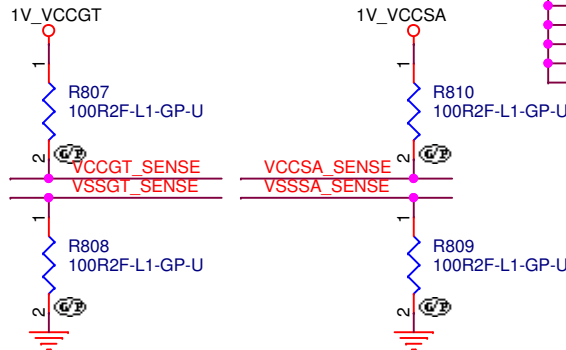 1V_VCCGT
1V_VCCSA
1
R807
100R2F-L1-GP-U
2
G/P
1
R810
100R2F-L1-GP-U
2
G/P
VCCGT_SENSE
VSSGT_SENSE
VCCSA_SENSE
VSSSA_SENSE
1
R808
100R2F-L1-GP-U
2
G/P
1
R809
100R2F-L1-GP-U
2
G/P